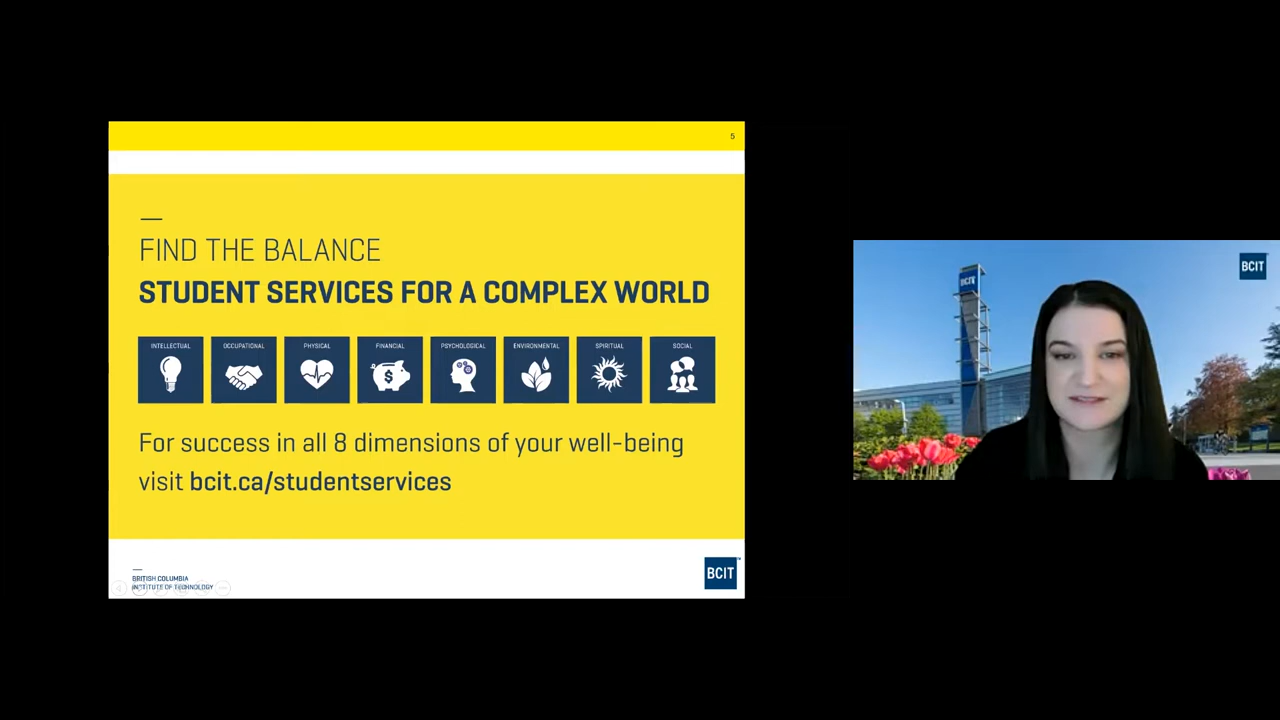 5
FIND THE BALANCE
STUDENT SERVICES FOR A COMPLEX WORLD
INTELLECTUAL OCCUPATIONAL PHYSICAL FINANCIAL PSYCHOLOGICAL ENVIRONMENTAL SPIRITUAL SOCIAL
$
For success in all 8 dimensions of your well-being
visit bcit.ca/studentservices
BRITISH COLUMBIA
INSTITUTE OF TECHNOLOGY
BCIT
BCIT
BCIT